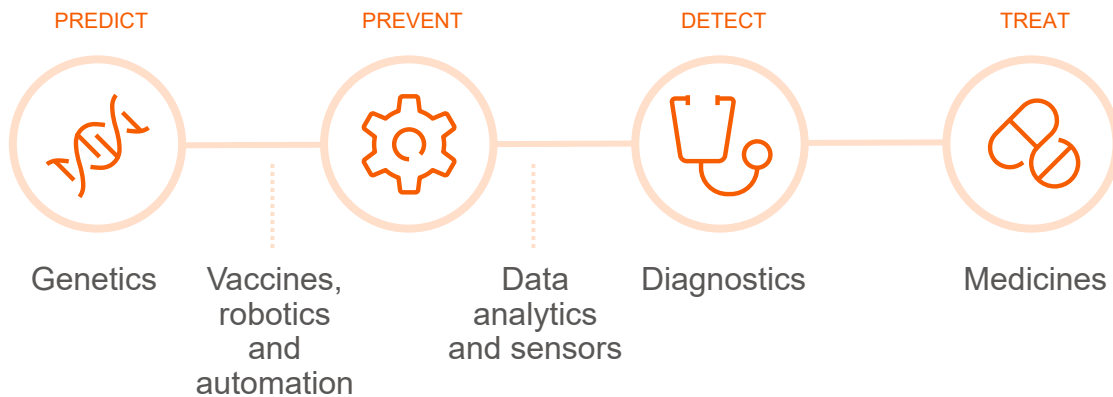 PREDICT
PREVENT
DETECT
TREAT
Genetics
Vaccines,
robotics
and
automation
Data
analytics
and sensors
Diagnostics
Medicines